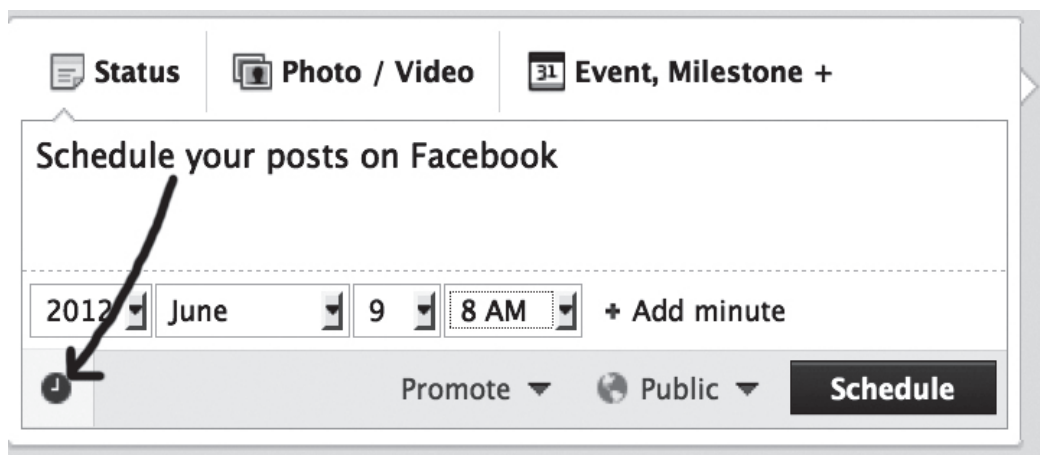 Status Photo / Video 31 Event, Milestone +
Schedule your posts on Facebook
2012 June 9 8 AM + Add minute
Promote Public Schedule